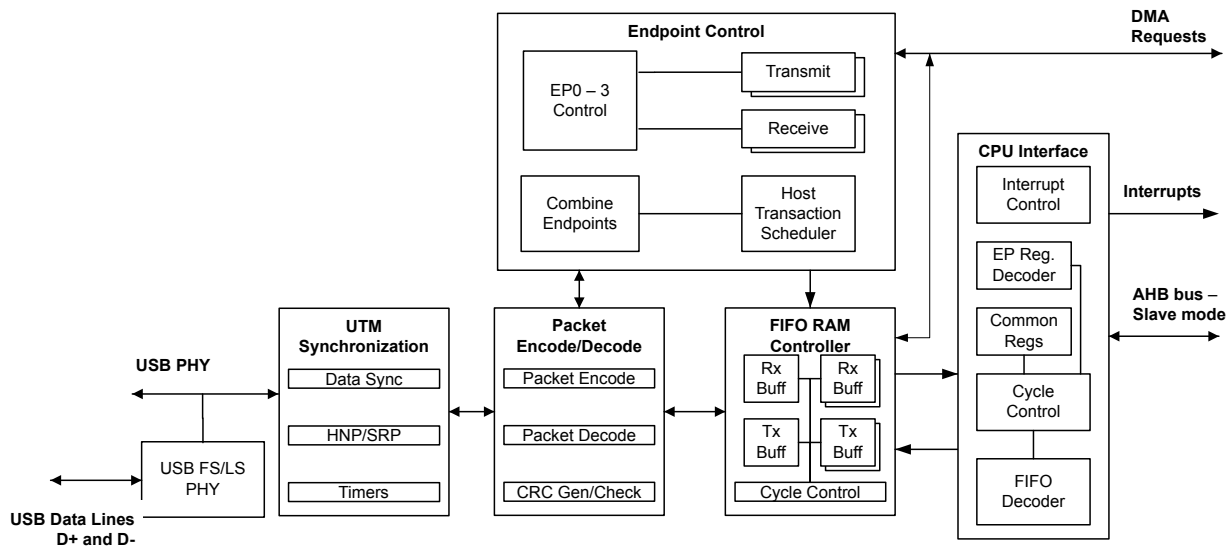 Endpoint Control
EP0 – 3
Control
Transmit
Receive
Combine
Endpoints
Host
Transaction
Scheduler
DMA
Requests
CPU Interface
Interrupt
Control
EP Reg.
Decoder
Common
Regs
Cycle
Control
FIFO
Decoder
Interrupts
AHB bus –
Slave mode
UTM
Synchronization
Data Sync
HNP/SRP
Timers
Packet
Encode/Decode
Packet Encode
Packet Decode
CRC Gen/Check
FIFO RAM
Controller
Rx
Buff
Rx
Buff
Tx
Buff
Tx
Buff
Cycle Control
USB PHY
USB FS/LS
PHY
USB Data Lines
D+ and D-